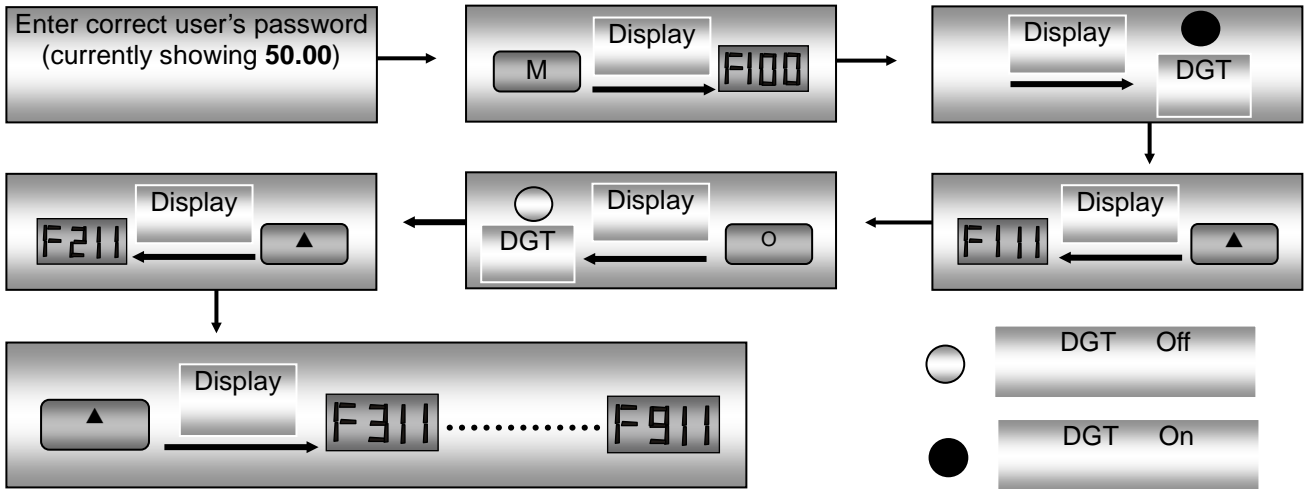 Enter correct user's password
(currently showing 50.00)
M
Display
F100
Display
DGT
F111
Display
▲
DGT
Display
O
F211
Display
▲
▲
Display
F311
F911
DGT Off
DGT On